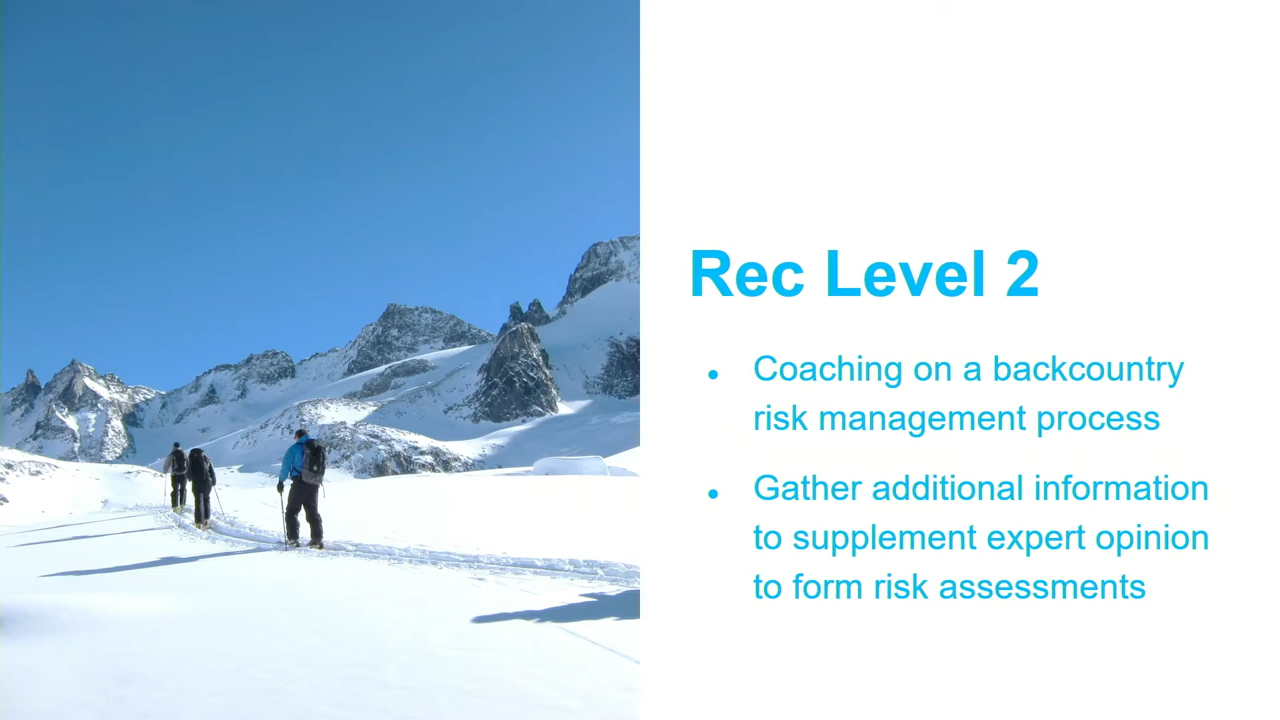 Rec Level 2
• Coaching on a backcountry
risk management process
• Gather additional information
to supplement expert opinion
to form risk assessments